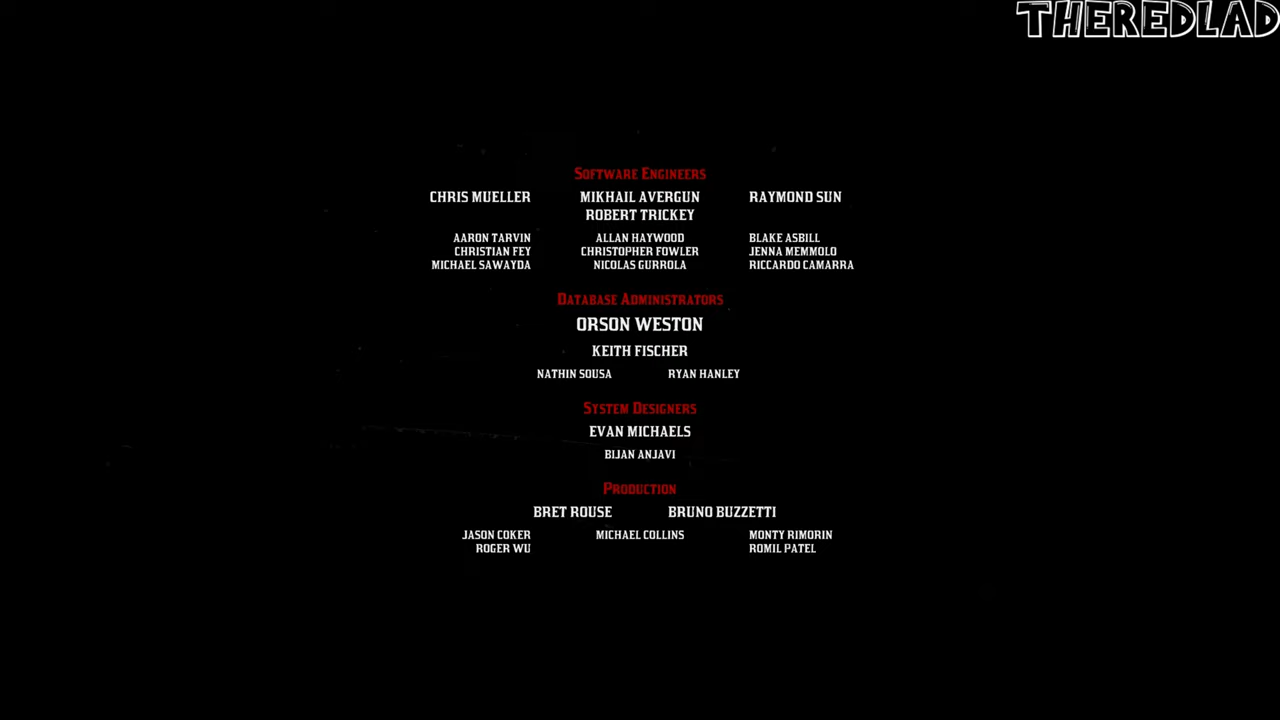 THEREDLAD
Software Engineers
CHRIS MUELLER MIKHAIL AVERGUN RAYMOND SUN
ROBERT TRICKEY
AARON TARVIN ALLAN HAYWOOD BLAKE ASBILL
CHRISTIAN FEY CHRISTOPHER FOWLER JENNA MEMMOLO
MICHAEL SAWAYDA NICOLAS GURROLA RICCARDO CAMARRA
Database Administrators
ORSON WESTON
KEITH FISCHER
NATHIN SOUSA RYAN HANLEY
System Designers
EVAN MICHAELS
BIJAN ANJAVI
Production
BRET ROUSE BRUNO BUZZETTI
JASON COKER MICHAEL COLLINS MONTY RIMORIN
ROGER WU ROMIL PATEL